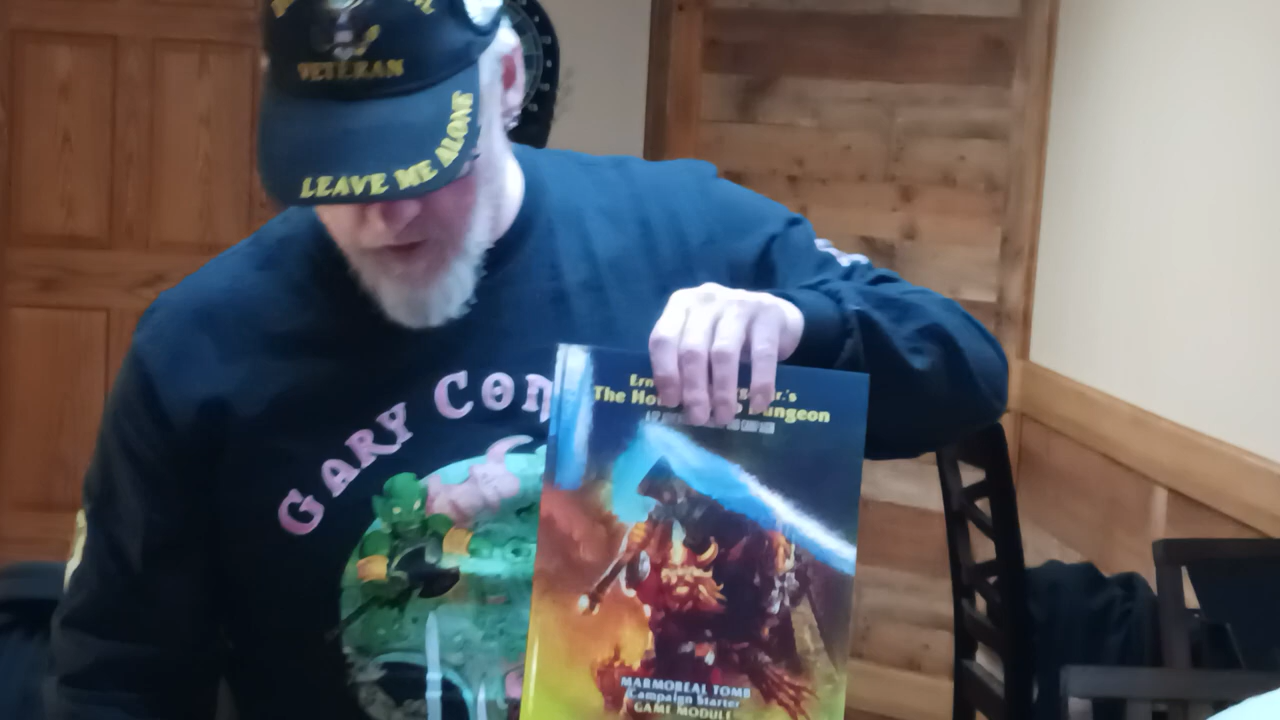 VETERAN
LEAVE ME ALONE
GARY CON
The Ho Dungeon
MARMOREAL TOMB
Campaign Starter
GAME MODULE